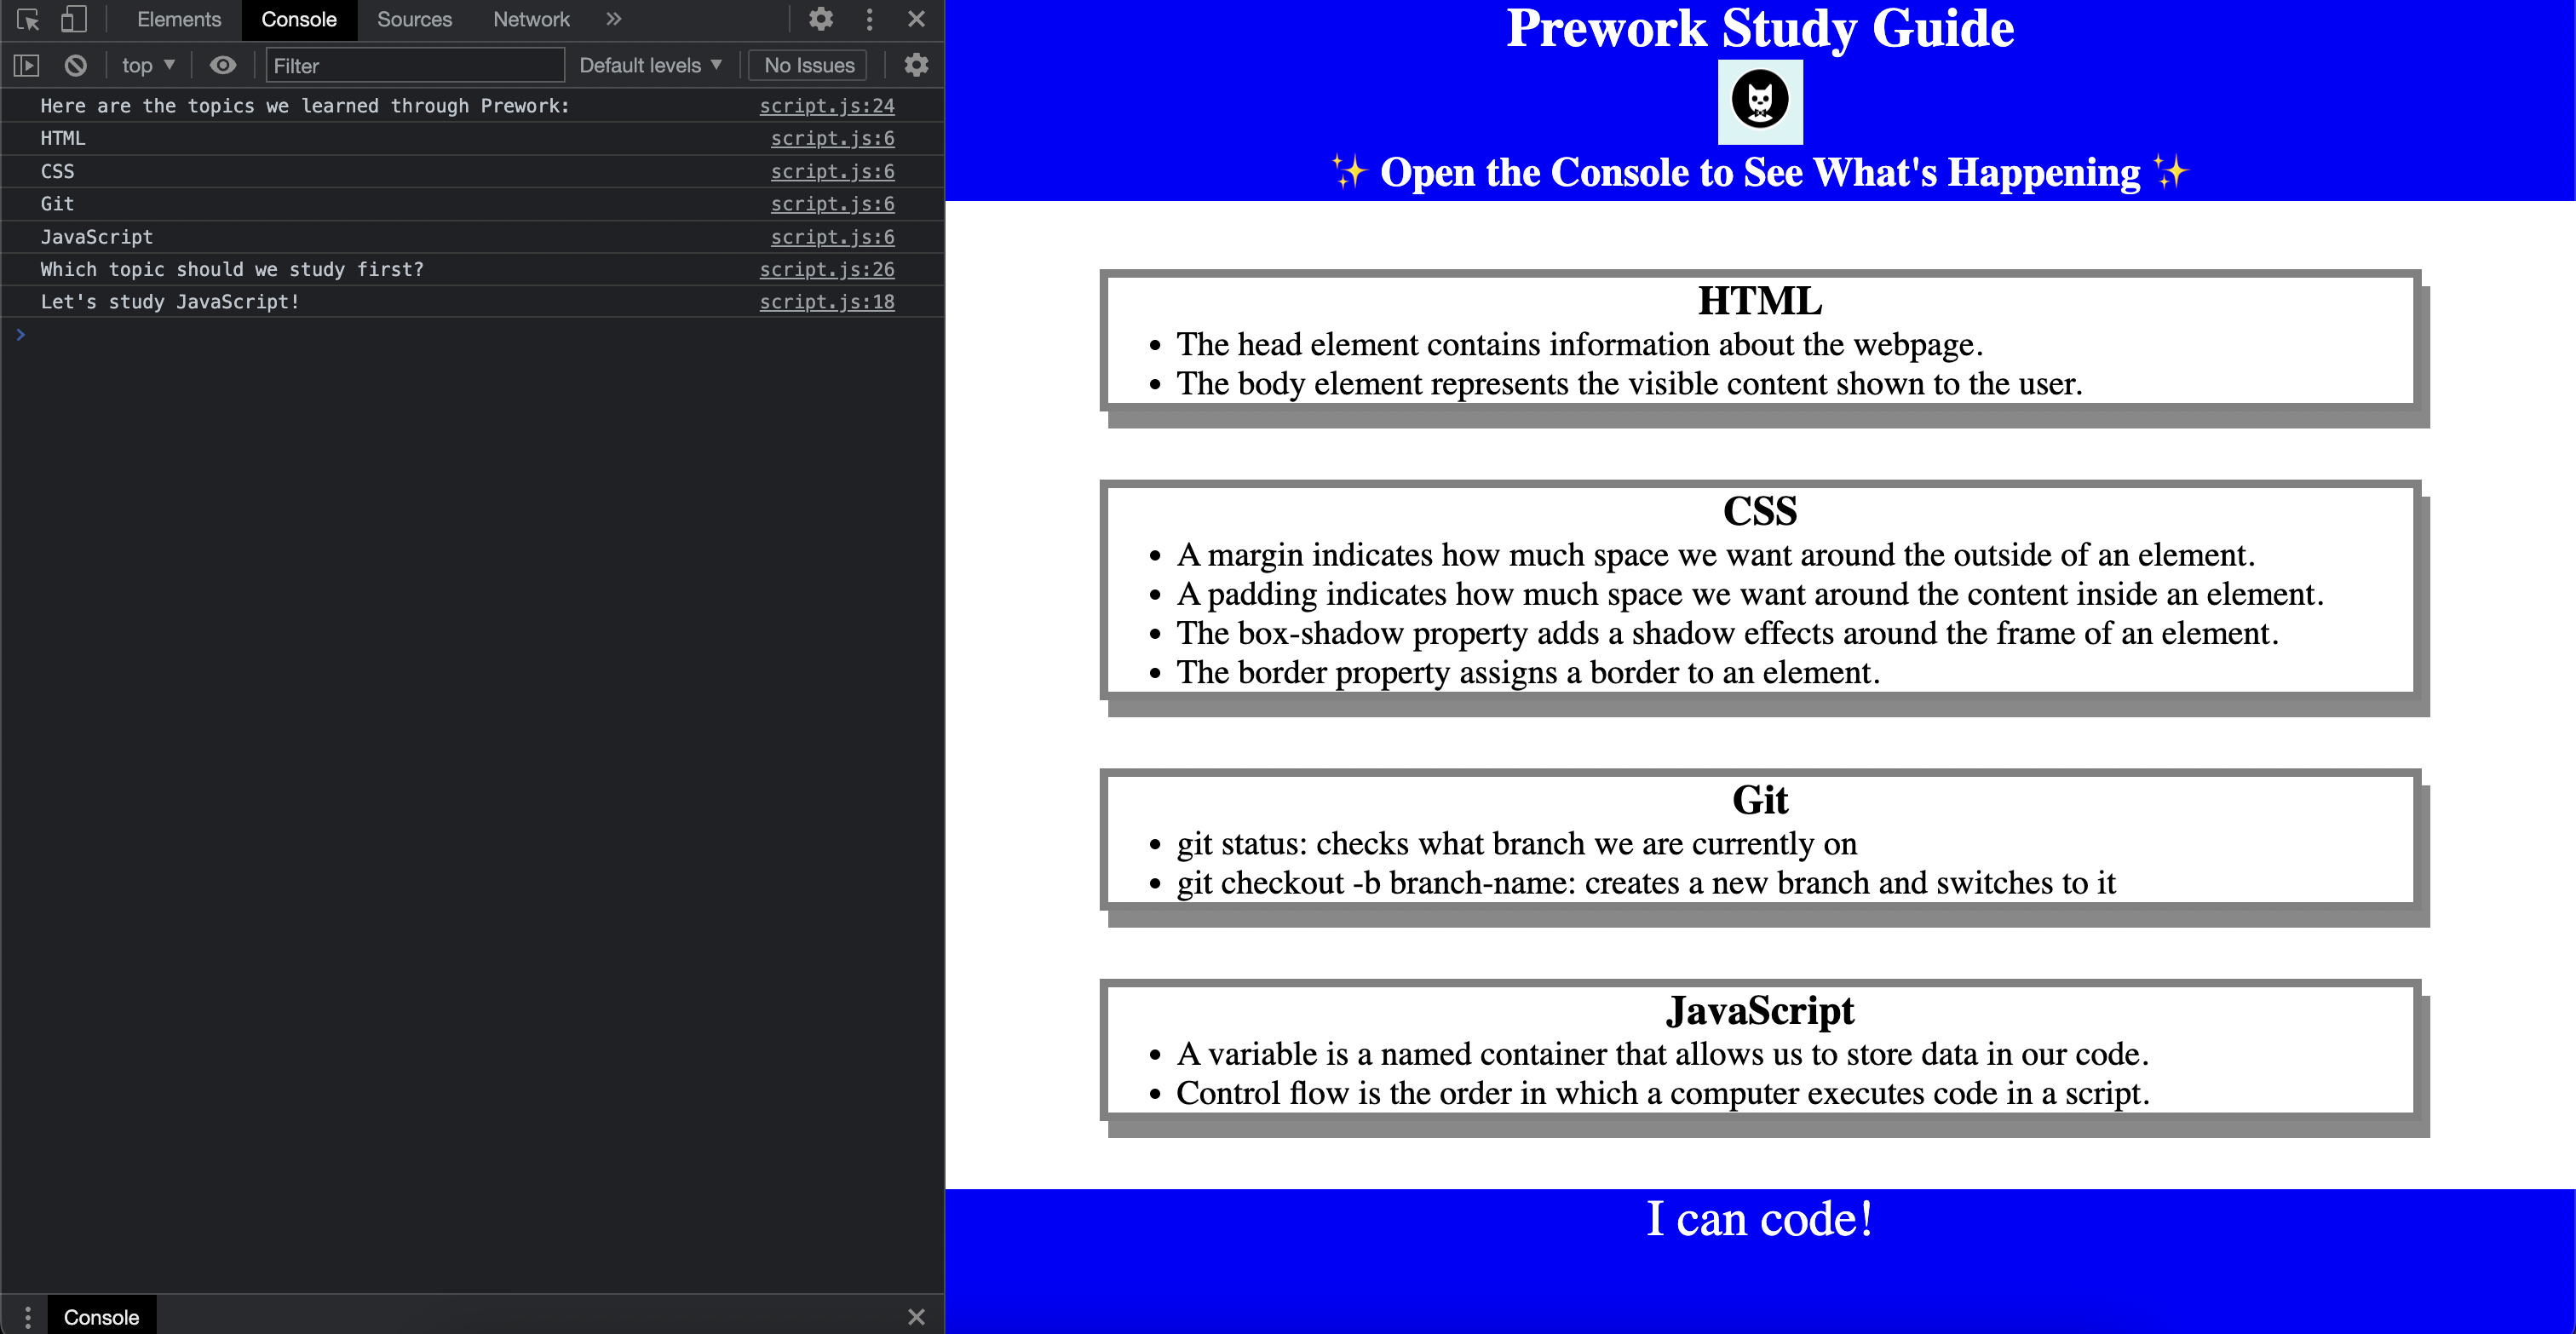 Elements Console Sources Network
top Filter Default levels No Issues
Here are the topics we learned through Prework: script.js:24
HTML script.js:6
CSS script.js:6
Git script.js:6
JavaScript script.js:6
Which topic should we study first? script.js:26
Let's study JavaScript! script.js:18
Console
Prework Study Guide
✨ Open the Console to See What's Happening ✨
HTML
• The head element contains information about the webpage.
• The body element represents the visible content shown to the user.
CSS
• A margin indicates how much space we want around the outside of an element.
• A padding indicates how much space we want around the content inside an element.
• The box-shadow property adds a shadow effects around the frame of an element.
• The border property assigns a border to an element.
Git
• git status: checks what branch we are currently on
• git checkout -b branch-name: creates a new branch and switches to it
JavaScript
• A variable is a named container that allows us to store data in our code.
• Control flow is the order in which a computer executes code in a script.
I can code!